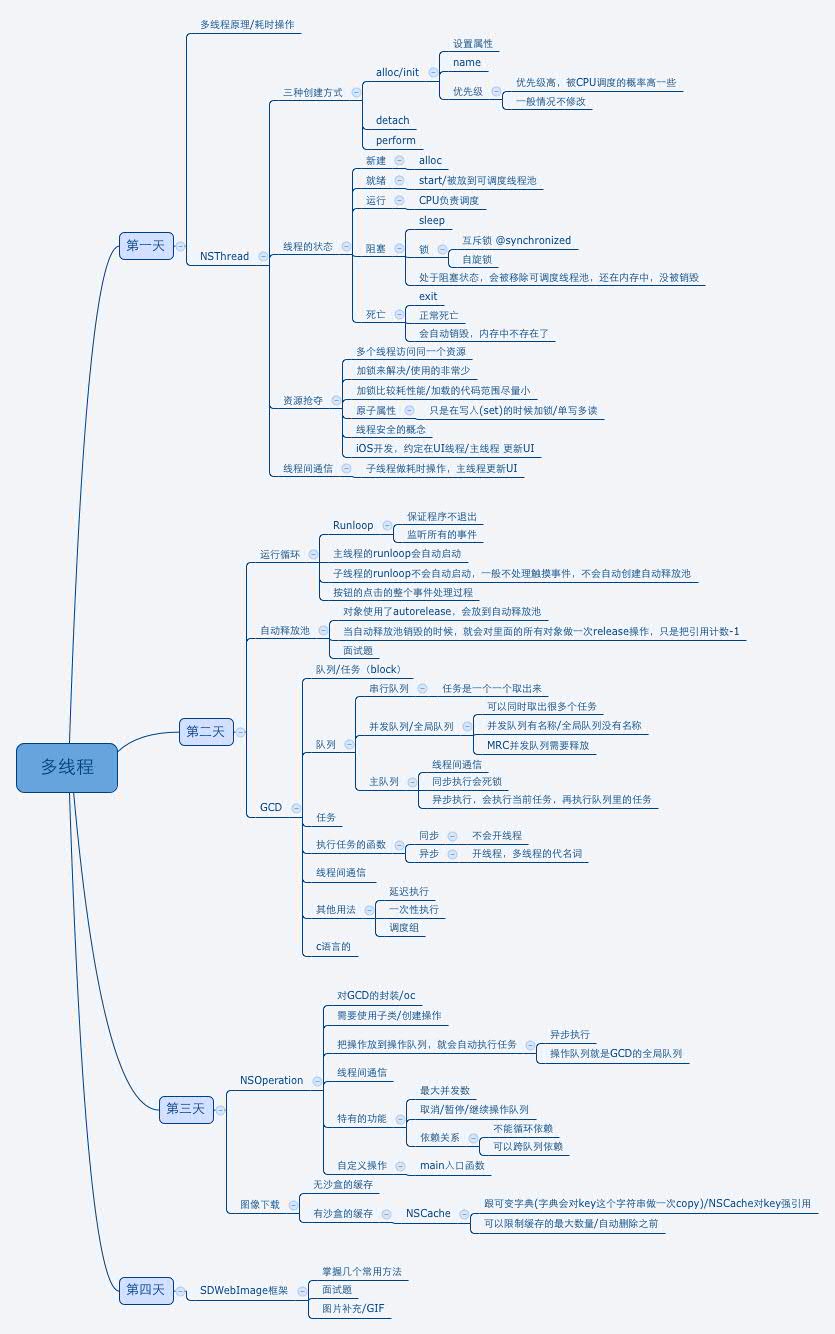 多线程
第一天
多线程原理/耗时操作
NSThread
三种创建方式
alloc/init
设置属性
name
优先级
优先级高，被CPU调度的概率高一些
一般情况不修改
detach
perform
线程的状态
新建
alloc
就绪
start/被放到可调度线程池
运行
CPU负责调度
阻塞
sleep
锁
互斥锁 @synchronized
自旋锁
处于阻塞状态，会被移除可调度线程池，还在内存中，没被销毁
死亡
exit
正常死亡
会自动销毁，内存中不存在了
资源抢夺
多个线程访问同一个资源
加锁来解决/使用的非常少
加锁比较耗性能/加载的代码范围尽量小
原子属性
只是在写入(set)的时候加锁/单写多读
线程安全的概念
iOS开发，约定在UI线程/主线程 更新UI
线程间通信
子线程做耗时操作，主线程更新UI
第二天
运行循环
Runloop
保证程序不退出
监听所有的事件
主线程的runloop会自动启动
子线程的runloop不会自动启动，一般不处理触摸事件，不会自动创建自动释放池
按钮的点击的整个事件处理过程
自动释放池
对象使用了autorelease，会放到自动释放池
当自动释放池销毁的时候，就会对里面的所有对象做一次release操作，只是把引用计数-1
面试题
GCD
队列/任务（block）
队列
串行队列
任务是一个一个取出来
并发队列/全局队列
可以同时取出很多个任务
并发队列有名称/全局队列没有名称
MRC并发队列需要释放
主队列
线程间通信
同步执行会死锁
异步执行，会执行当前任务，再执行队列里的任务
任务
执行任务的函数
同步
不会开线程
异步
开线程，多线程的代名词
线程间通信
其他用法
延迟执行
一次性执行
调度组
c语言的
第三天
NSOperation
对GCD的封装/oc
需要使用子类/创建操作
把操作放到操作队列，就会自动执行任务
异步执行
操作队列就是GCD的全局队列
线程间通信
特有的功能
最大并发数
取消/暂停/继续操作队列
依赖关系
不能循环依赖
可以跨队列依赖
自定义操作
main入口函数
图像下载
无沙盒的缓存
有沙盒的缓存
NSCache
跟可变字典(字典会对key这个字符串做一次copy)/NSCache对key强引用
可以限制缓存的最大数量/自动删除之前
第四天
SDWebImage框架
掌握几个常用方法
面试题
图片补充/GIF